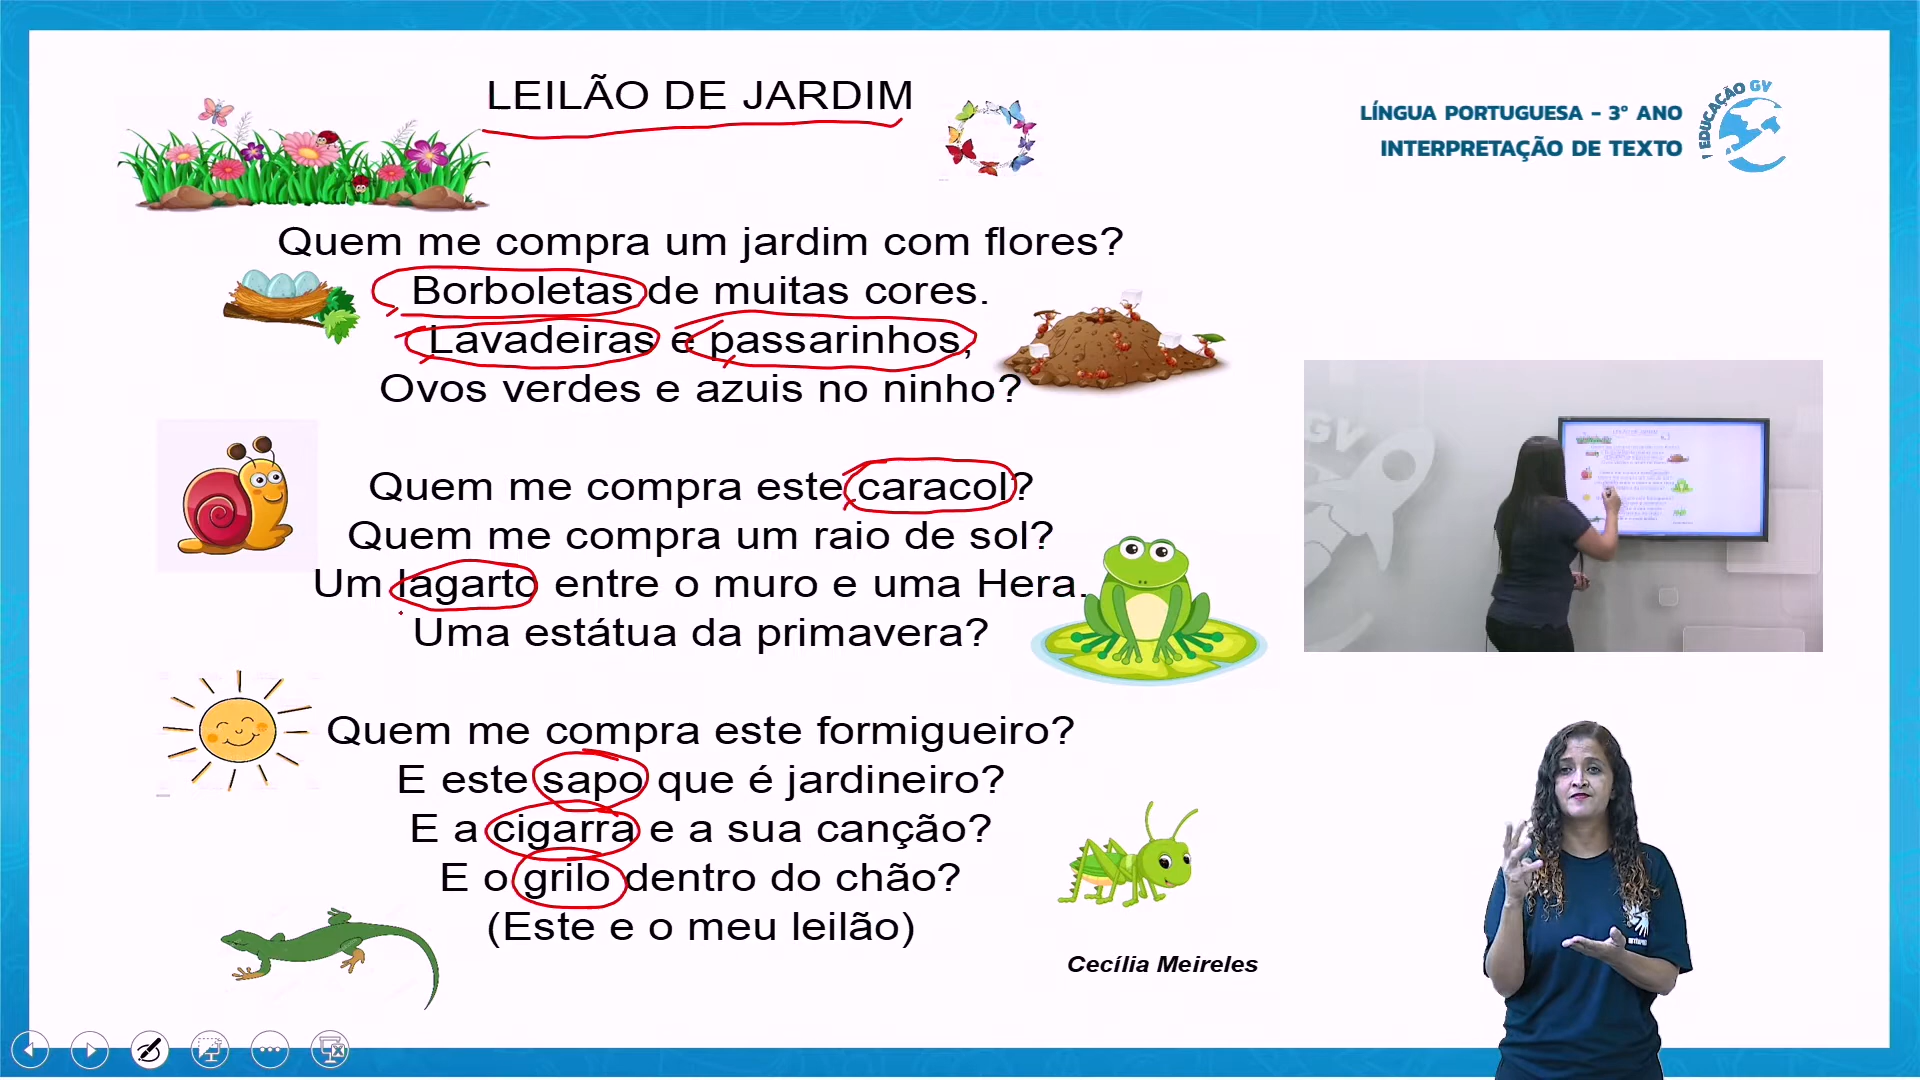 LEILÃO DE JARDIM
LÍNGUA PORTUGUESA - 3º ANO
INTERPRETAÇÃO DE TEXTO
EDUCAÇÃO GV
Quem me compra um jardim com flores?
Borboletas de muitas cores.
Lavadeiras e passarinhos,
Ovos verdes e azuis no ninho?
Quem me compra este caracol?
Quem me compra um raio de sol?
Um lagarto entre o muro e uma Hera.
Uma estátua da primavera?
Quem me compra este formigueiro?
E este sapo que é jardineiro?
E a cigarra e a sua canção?
E o grilo dentro do chão?
(Este e o meu leilão)
Cecília Meireles
GV